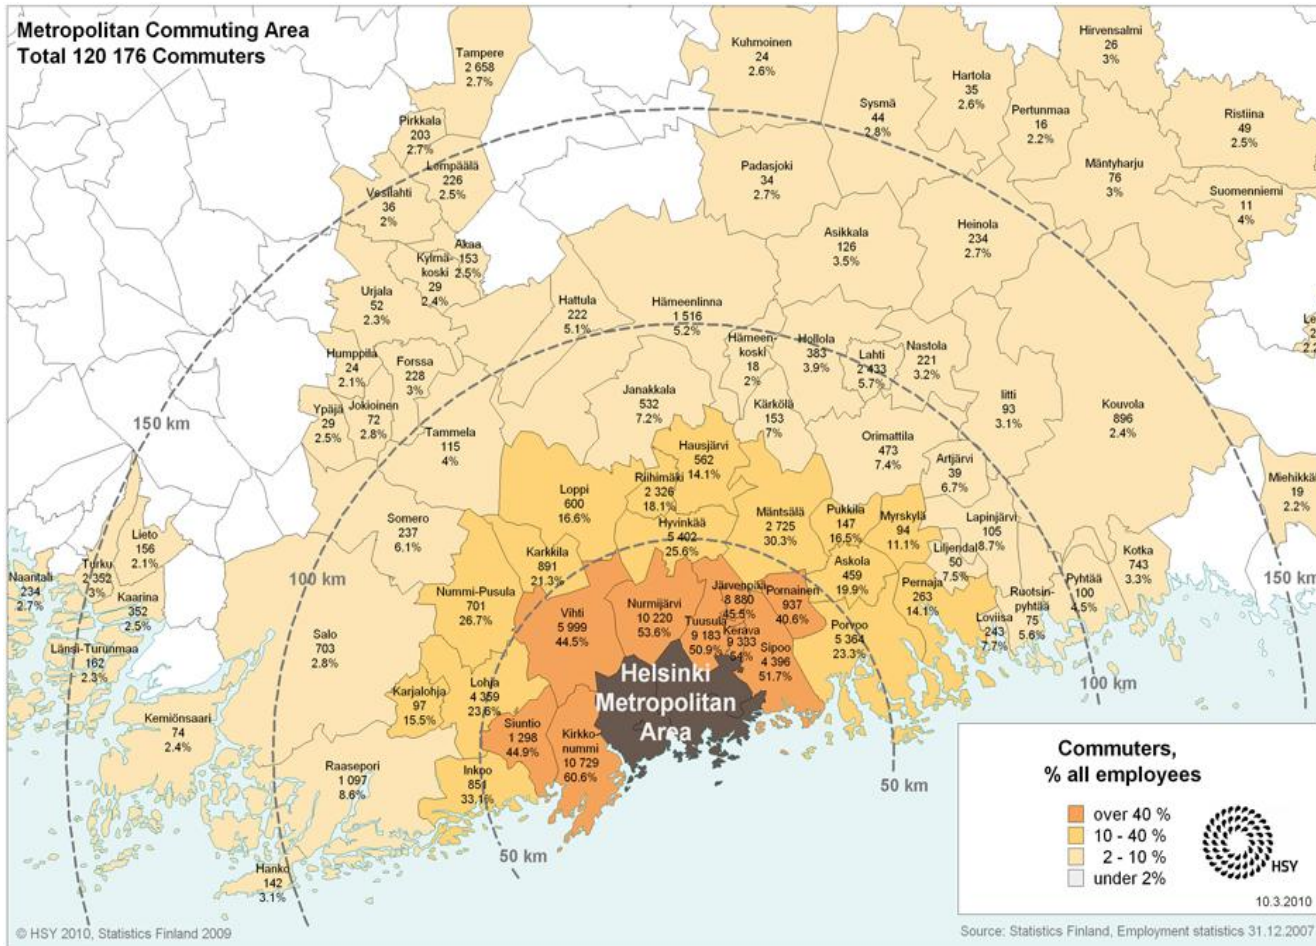 Metropolitan Commuting Area
Total 120 176 Commuters
Tampere
2 658
2.7%
Kuhmoinen
24
2.6%
Hirvensalmi
26
3%
Hartola
35
2.6%
Sysmä
44
2.8%
Pertunmaa
16
2.2%
Ristiina
49
2.5%
Pirkkala
203
2.7%
Lempäälä
226
2.5%
Vesilahti
36
2%
Padasjoki
34
2.7%
Mäntyharju
76
3%
Suomenniemi
11
4%
Akaa
153
2.5%
Kylmä-
koski
29
2.4%
Asikkala
126
3.5%
Heinola
234
2.7%
Urjala
52
2.3%
Hattula
222
5.1%
Hämeenlinna
1 516
5.2%
Humppila
24
2.1%
Forssa
228
3%
Hämeen-
koski
18
2%
Hollola
383
3.9%
Lahti
2 433
5.7%
Nastola
221
3.2%
Ypäjä
29
2.5%
Jokioinen
72
2.8%
Tammela
115
4%
Janakkala
532
7.2%
Kärkölä
153
7%
Iitti
93
3.1%
Kouvola
896
2.4%
150 km
Hausjärvi
562
14.1%
Orimattila
473
7.4%
Artjärvi
39
6.7%
Miehikkälä
19
2.2%
Loppi
600
16.6%
Riihimäki
2 326
18.1%
Hyvinkää
5 402
25.6%
Mäntsälä
2 725
30.3%
Pukkila
147
16.5%
Myrskylä
94
11.1%
Lapinjärvi
105
8.7%
Somero
237
6.1%
Lieto
156
2.1%
Turku
2 352
3%
Naantali
234
2.7%
Kaarina
352
2.5%
Länsi-Turunmaa
162
2.3%
100 km
Karkkila
891
21.3%
Askola
459
19.9%
Liljendal
50
7.5%
Pernaja
263
14.1%
Ruotsin-
pyhtää
75
5.6%
Pyhtää
100
4.5%
Kotka
743
3.3%
150 km
Nummi-Pusula
701
26.7%
Vihti
5 999
44.5%
Nurmijärvi
10 220
53.6%
Järvenpää
8 880
45.5%
Pornainen
937
40.6%
Tuusula
9 183
50.9%
Kerava
9 333
54%
Sipoo
4 396
51.7%
Porvoo
5 364
23.3%
Loviisa
243
7.7%
Salo
703
2.8%
Karjalohja
97
15.5%
Lohja
4 359
23.6%
Helsinki
Metropolitan
Area
100 km
Kemiönsaari
74
2.4%
Siuntio
1 298
44.9%
Kirkko-
nummi
10 729
60.6%
Raasepori
1 097
8.6%
Inkoo
851
33.1%
50 km
50 km
Hanko
142
3.1%
Commuters,
% all employees
over 40 %
10 - 40 %
2 - 10 %
under 2%
HSY
10.3.2010
© HSY 2010, Statistics Finland 2009
Source: Statistics Finland, Employment statistics 31.12.2007